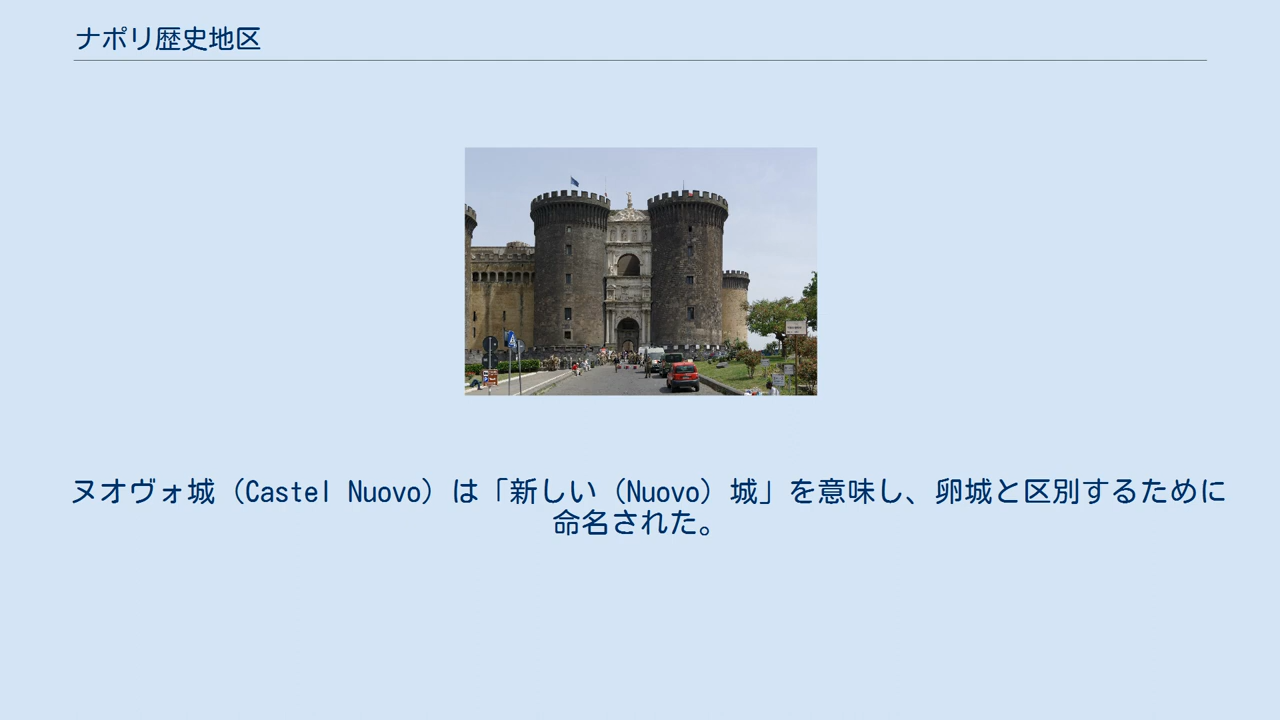 ナポリ歴史地区
ヌオヴォ城（Castel Nuovo）は「新しい（Nuovo）城」を意味し、卵城と区別するために
命名された。